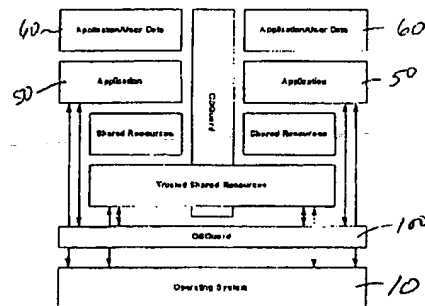 60 Application/User Data Application/User Data 60
50 Application Application 50
OSGuard
Shared Resources Shared Resources
Trusted Shared Resources
OSGuard 100
Operating System 10